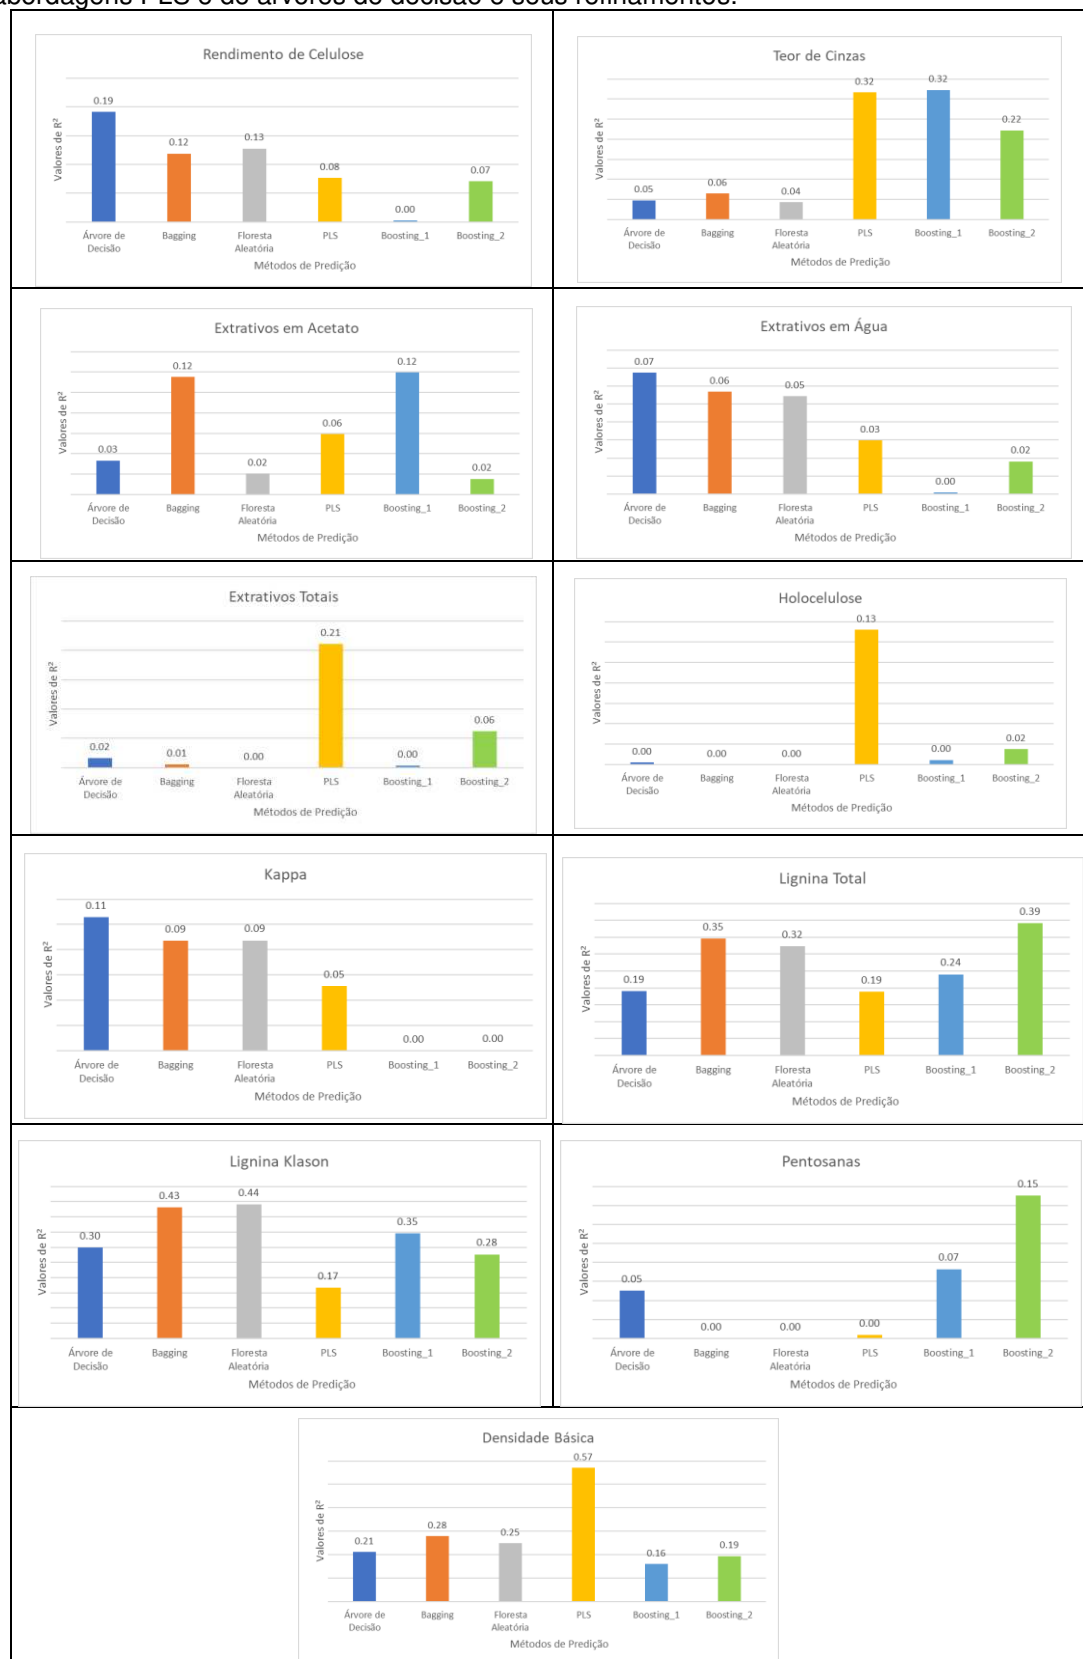 abordagens PLS e de árvores de decisão e seus refinamentos.
Rendimento de Celulose
Valores de R²
0.19
0.12
0.13
0.08
0.00
0.07
Árvore de
Decisão
Bagging
Floresta
Aleatória
PLS
Boosting_1
Boosting_2
Métodos de Predição
Teor de Cinzas
Valores de R²
0.05
0.06
0.04
0.32
0.32
0.22
Árvore de
Decisão
Bagging
Floresta
Aleatória
PLS
Boosting_1
Boosting_2
Métodos de Predição
Extrativos em Acetato
Valores de R²
0.03
0.12
0.02
0.06
0.12
0.02
Árvore de
Decisão
Bagging
Floresta
Aleatória
PLS
Boosting_1
Boosting_2
Métodos de Predição
Extrativos em Água
Valores de R²
0.07
0.06
0.05
0.03
0.00
0.02
Árvore de
Decisão
Bagging
Floresta
Aleatória
PLS
Boosting_1
Boosting_2
Métodos de Predição
Extrativos Totais
Valores de R²
0.02
0.01
0.00
0.21
0.00
0.06
Árvore de
Decisão
Bagging
Floresta
Aleatória
PLS
Boosting_1
Boosting_2
Métodos de Predição
Holocelulose
Valores de R²
0.00
0.00
0.00
0.13
0.00
0.02
Árvore de
Decisão
Bagging
Floresta
Aleatória
PLS
Boosting_1
Boosting_2
Métodos de Predição
Kappa
Valores de R²
0.11
0.09
0.09
0.05
0.00
0.00
Árvore de
Decisão
Bagging
Floresta
Aleatória
PLS
Boosting_1
Boosting_2
Métodos de Predição
Lignina Total
Valores de R²
0.19
0.35
0.32
0.19
0.24
0.39
Árvore de
Decisão
Bagging
Floresta
Aleatória
PLS
Boosting_1
Boosting_2
Métodos de Predição
Lignina Klason
Valores de R²
0.30
0.43
0.44
0.17
0.35
0.28
Árvore de
Decisão
Bagging
Floresta
Aleatória
PLS
Boosting_1
Boosting_2
Métodos de Predição
Pentosanas
Valores de R²
0.05
0.00
0.00
0.00
0.07
0.15
Árvore de
Decisão
Bagging
Floresta
Aleatória
PLS
Boosting_1
Boosting_2
Métodos de Predição
Densidade Básica
Valores de R²
0.21
0.28
0.25
0.57
0.16
0.19
Árvore de
Decisão
Bagging
Floresta
Aleatória
PLS
Boosting_1
Boosting_2
Métodos de Predição